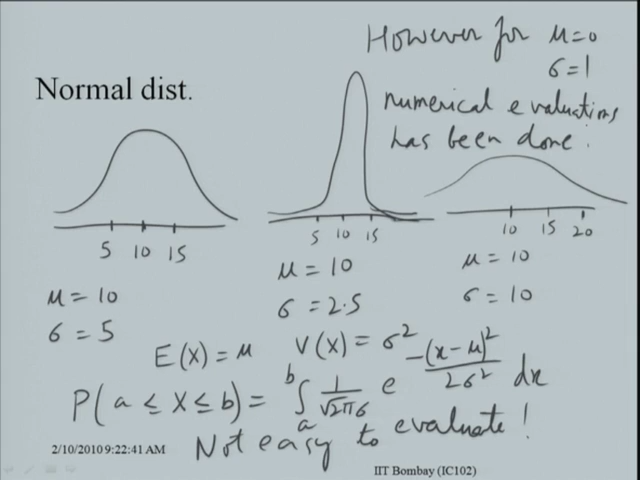 However for μ=0
σ=1
Normal dist.
numerical evaluations
has been done.
5 10 15
5 10 15
10 15 20
μ = 10
σ = 5
μ = 10
σ = 2.5
μ = 10
σ = 10
E(X) = μ V(X) = σ²
P(a ≤ X ≤ b) = ∫ₐᵇ 1/√2πσ e^(-(x-μ)²/2σ²) dx
Not easy to evaluate!
2/10/2010 9:22:41 AM
IIT Bombay (IC102)